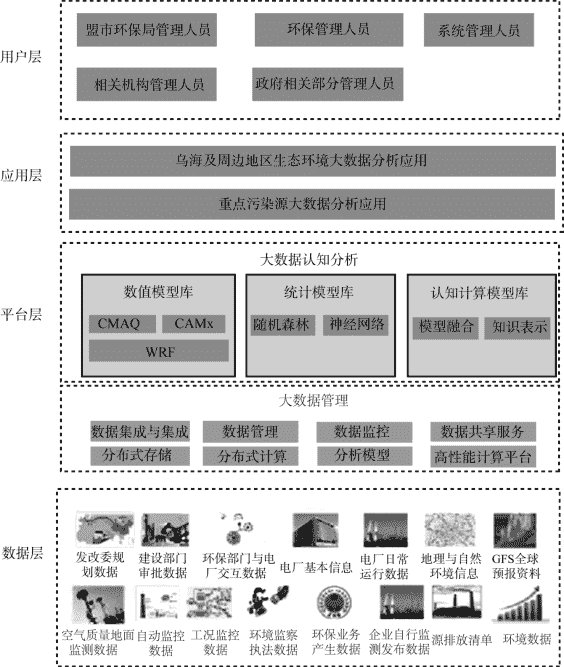 用户层
盟市环保局管理人员
环保管理人员
系统管理人员
相关机构管理人员
政府相关部分管理人员
应用层
乌海及周边地区生态环境大数据分析应用
重点污染源大数据分析应用
平台层
大数据认知分析
数值模型库
CMAQ
CAMx
WRF
统计模型库
随机森林
神经网络
认知计算模型库
模型融合
知识表示
大数据管理
数据集成与集成
数据管理
数据监控
数据共享服务
分布式存储
分布式计算
分析模型
高性能计算平台
数据层
发改委规
划数据
建设部门
审批数据
环保部门与电
厂交互数据
电厂基本信息
电厂日常
运行数据
地理与自然
环境信息
GFS全球
预报资料
空气质量地面
监测数据
自动监控
数据
工况监控
数据
环境监察
执法数据
环保业务
产生数据
企业自行监
测发布数据
源排放清单
环境数据